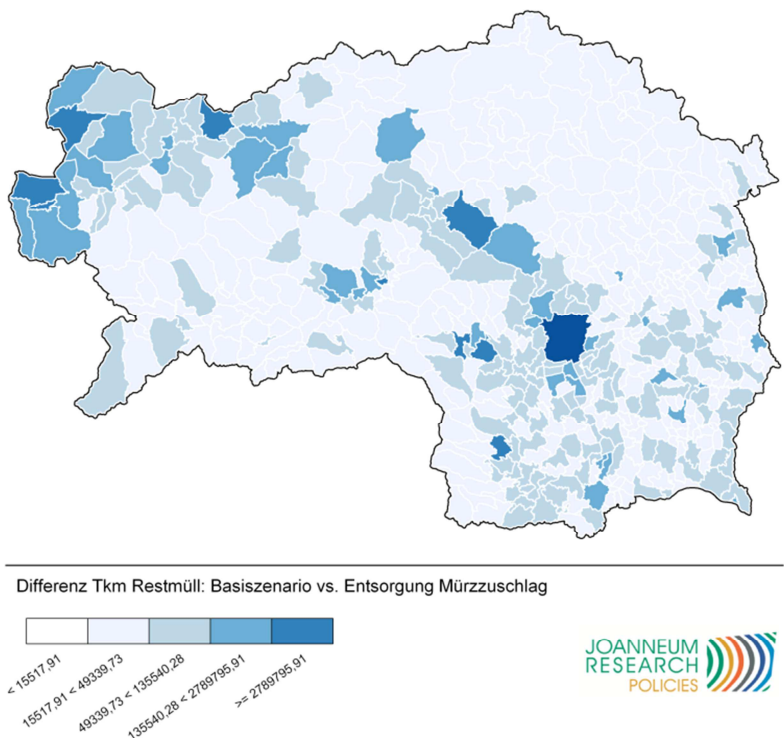 Differenz Tkm Restmüll: Basiszenario vs. Entsorgung Mürzzuschlag
< 15517,91
15517,91 < 49339,73
49339,73 < 135540,28
135540,28 < 2789795,91
>= 2789795,91
JOANNEUM
RESEARCH
POLICIES